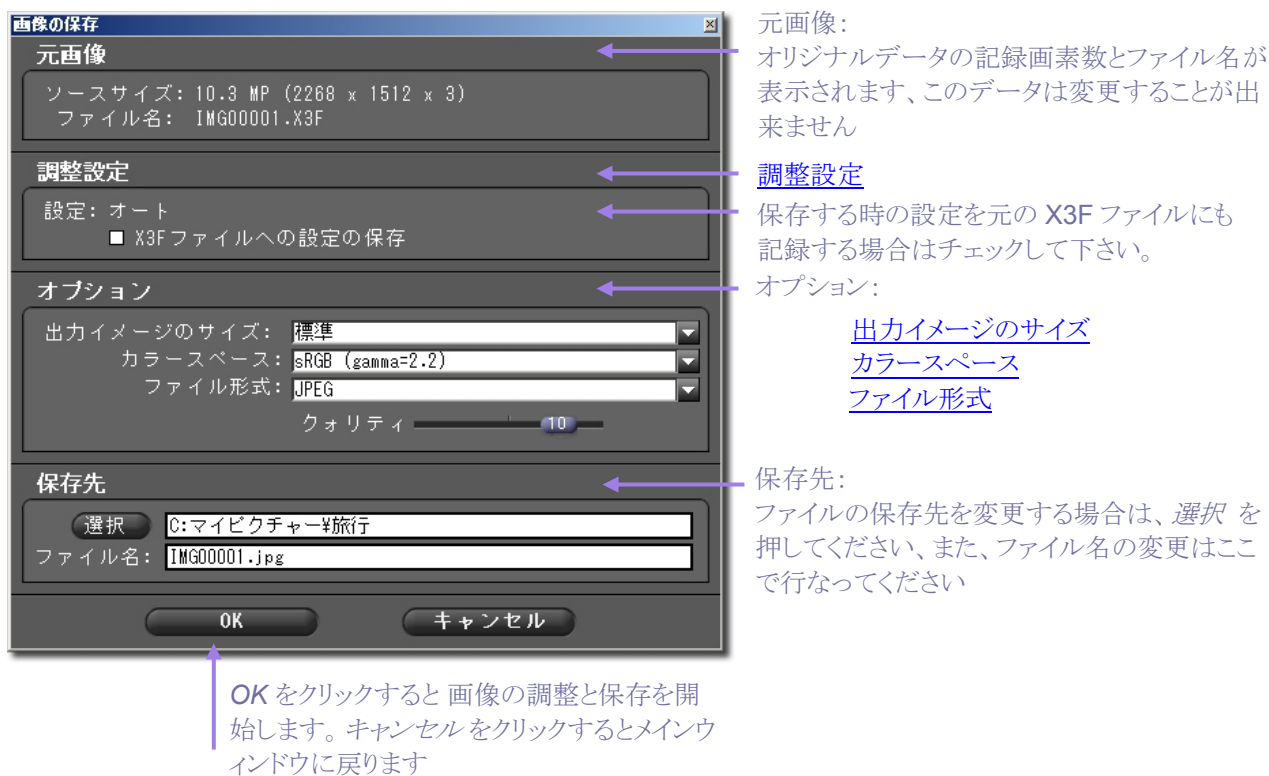 画像の保存
元画像
ソースサイズ: 10.3 MP (2268 x 1512 x 3)
ファイル名: IMG00001.X3F
調整設定
設定: オート
X3Fファイルへの設定の保存
オプション
出力イメージのサイズ: 標準
カラースペース: sRGB (gamma=2.2)
ファイル形式: JPEG
クォリティ 10
保存先
選択 C:マイピクチャー¥旅行
ファイル名: IMG00001.jpg
OK キャンセル
元画像:
オリジナルデータの記録画素数とファイル名が
表示されます、このデータは変更することが出
来ません
調整設定
保存する時の設定を元の X3F ファイルにも
記録する場合はチェックして下さい。
オプション:
出力イメージのサイズ
カラースペース
ファイル形式
保存先:
ファイルの保存先を変更する場合は、選択 を
押してください、また、ファイル名の変更はここ
で行なってください
OK をクリックすると 画像の調整と保存を開
始します。キャンセル をクリックするとメインウ
ィンドウに戻ります